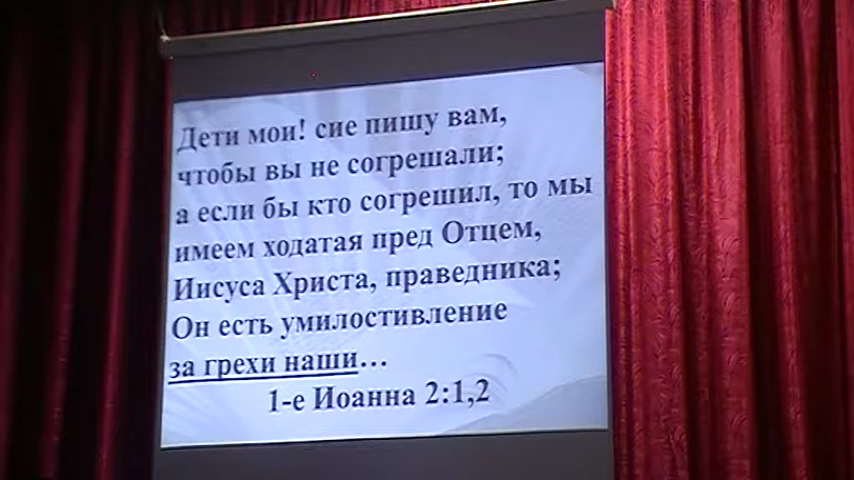 Дети мои! сие пишу вам,
чтобы вы не согрешали;
а если бы кто согрешил, то мы
имеем ходатая пред Отцем,
Иисуса Христа, праведника;
Он есть умилостивление
за грехи наши…
1-е Иоанна 2:1,2